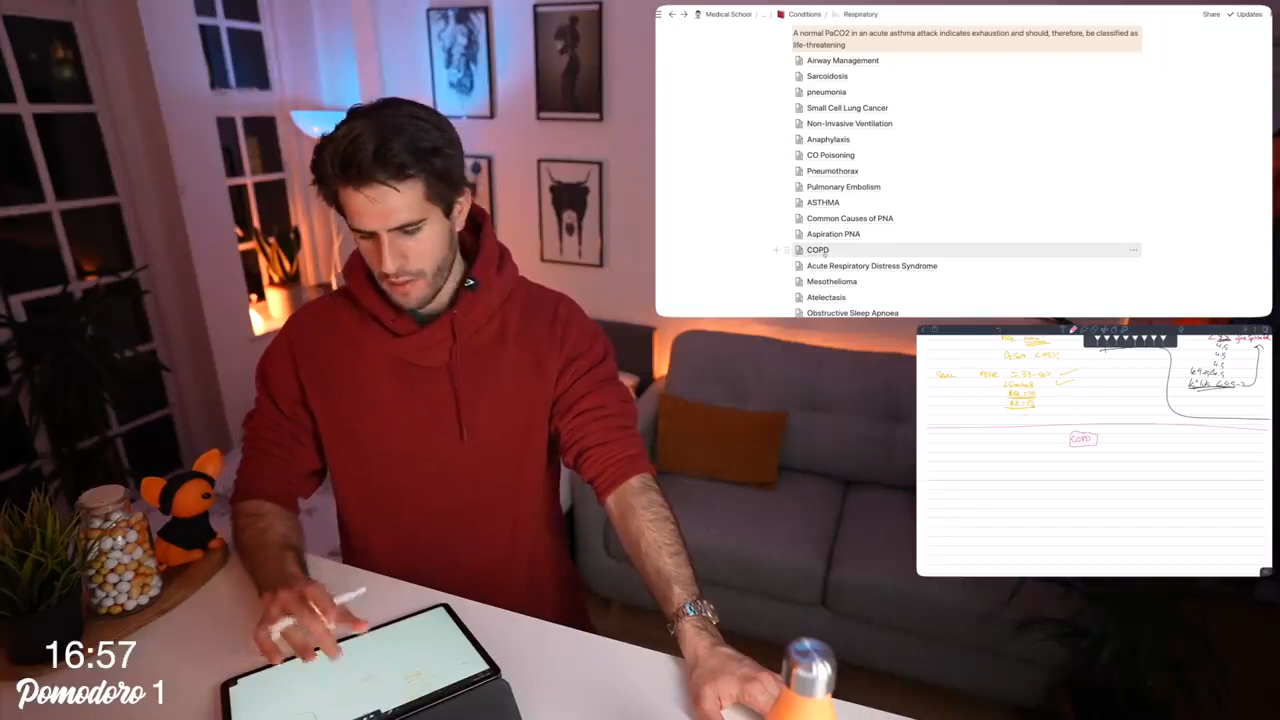 Medical School / ... / Conditions / Respiratory
Share
Updates
A normal PaCO2 in an acute asthma attack indicates exhaustion and should, therefore, be classified as
life-threatening
Airway Management
Sarcoidosis
pneumonia
Small Cell Lung Cancer
Non-Invasive Ventilation
Anaphylaxis
CO Poisoning
Pneumothorax
Pulmonary Embolism
ASTHMA
Common Causes of PNA
Aspiration PNA
COPD
Acute Respiratory Distress Syndrome
Mesothelioma
Atelectasis
Obstructive Sleep Apnoea
COPD
16:57
Pomodoro 1